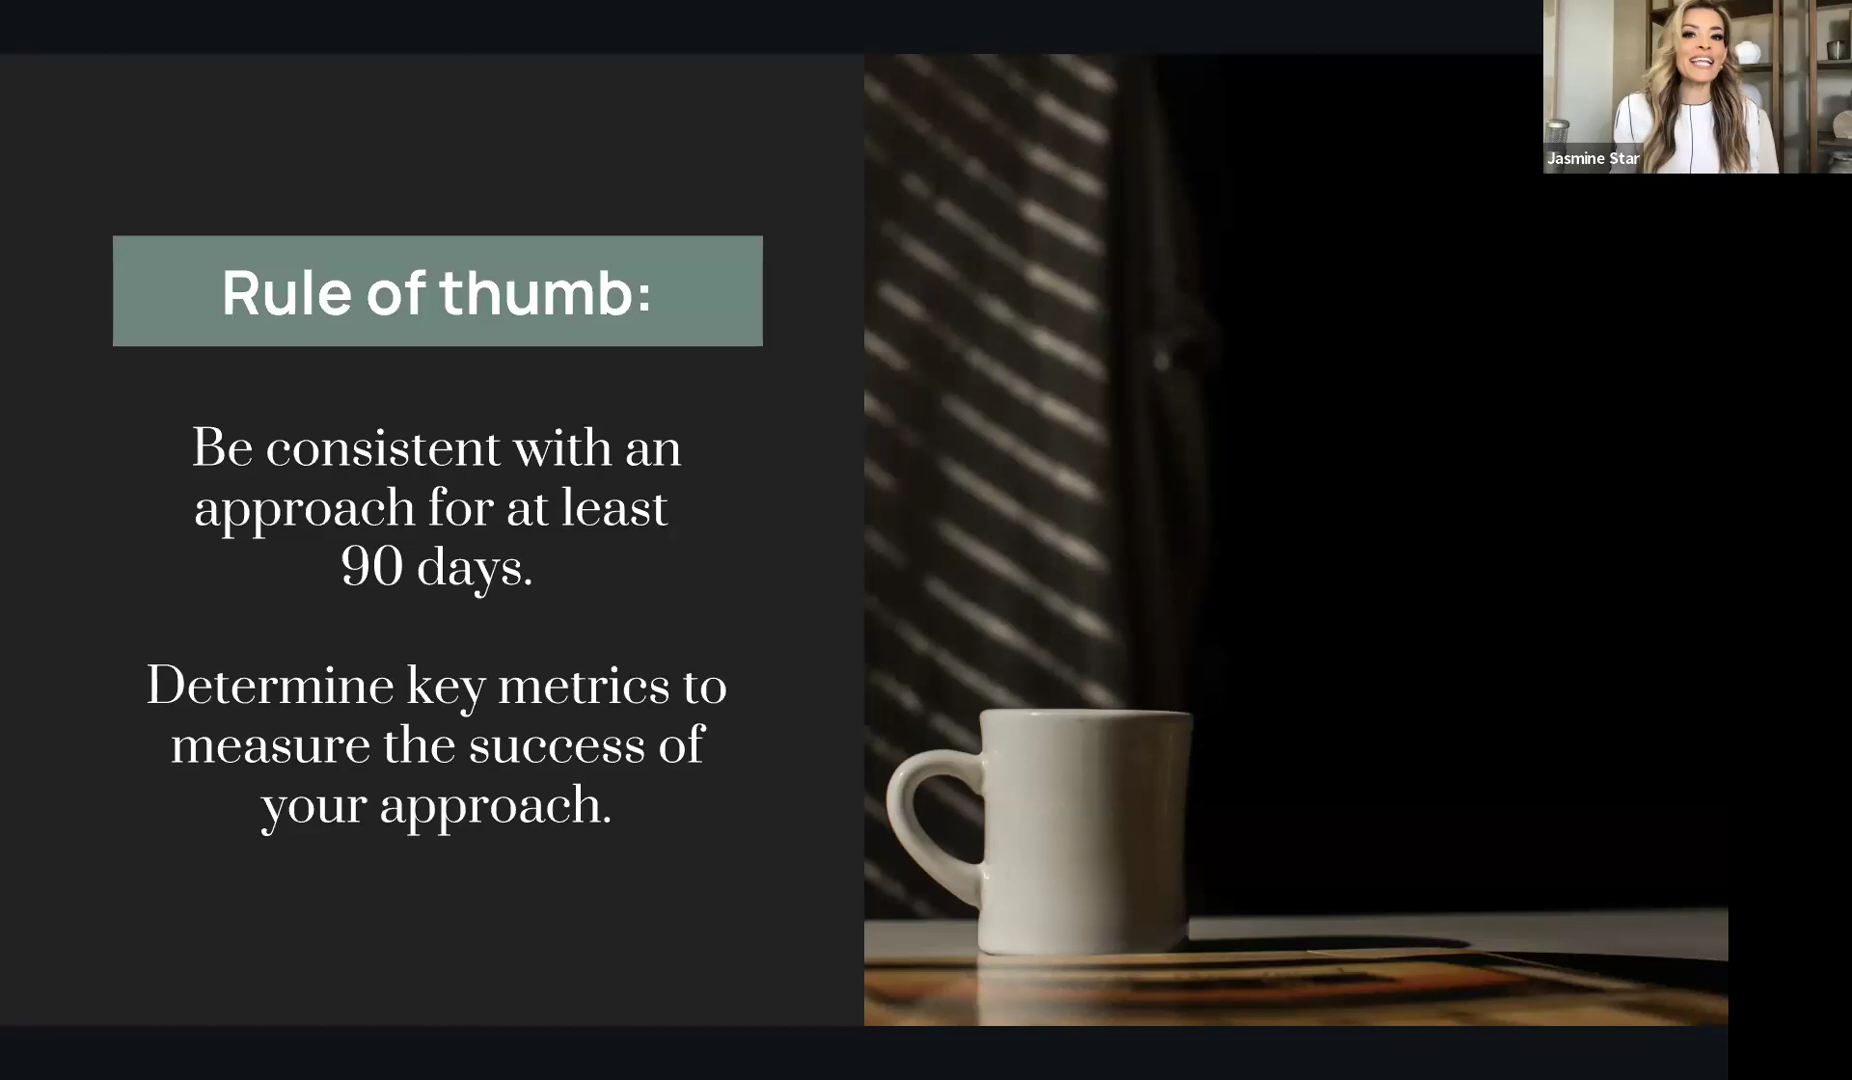 Jasmine Star
Rule of thumb:
Be consistent with an
approach for at least
90 days.
Determine key metrics to
measure the success of
your approach.